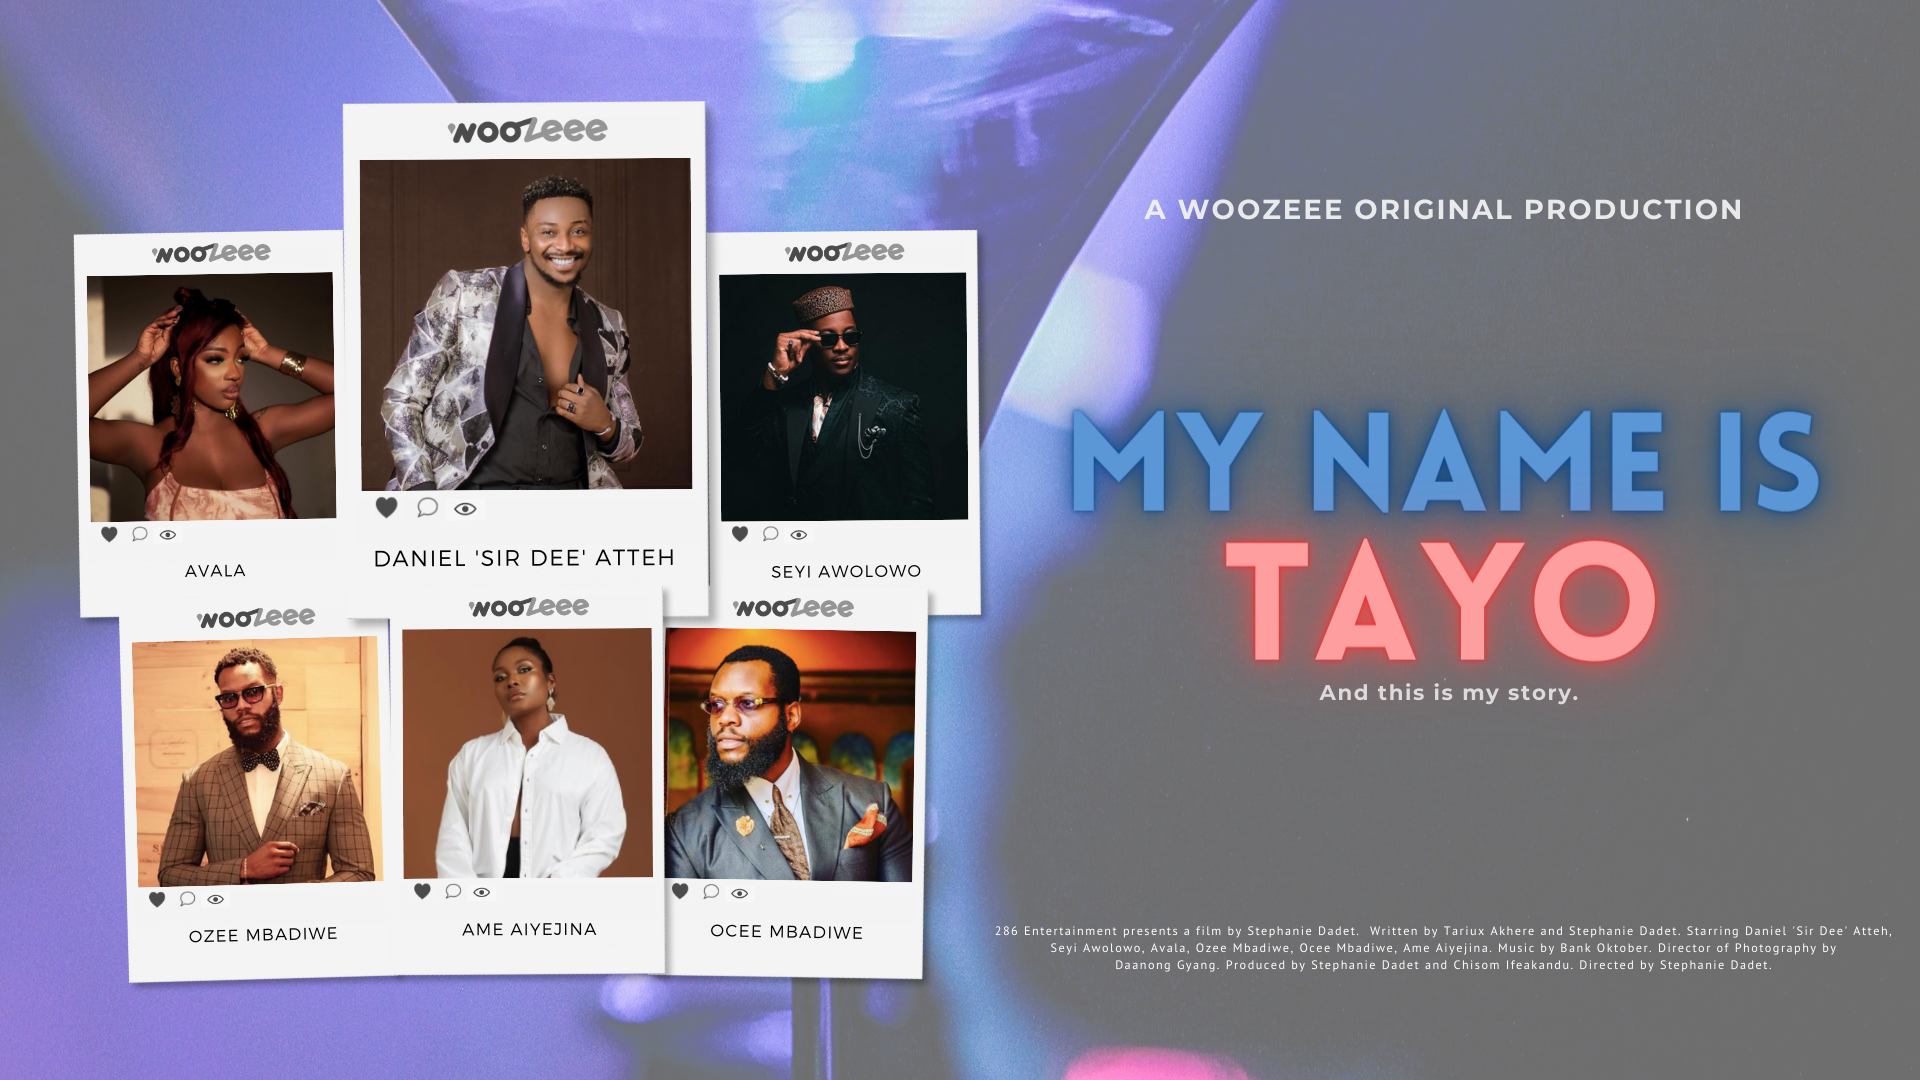 wooZeee
DANIEL 'SIR DEE' ATTEH
wooZeee
AVALA
wooZeee
SEYI AWOLOWO
wooZeee
OZEE MBADIWE
wooZeee
AME AIYEJINA
wooZeee
OCEE MBADIWE
A WOOZEEE ORIGINAL PRODUCTION
MY NAME IS
TAYO
And this is my story.
286 Entertainment presents a film by Stephanie Dadet. Written by Tariux Akhere and Stephanie Dadet. Starring Daniel 'Sir Dee' Atteh,
Seyi Awolowo, Avala, Ozee Mbadiwe, Ocee Mbadiwe, Ame Aiyejina. Music by Bank Oktober. Director of Photography by
Daanong Gyang. Produced by Stephanie Dadet and Chisom Ifeakandu. Directed by Stephanie Dadet.